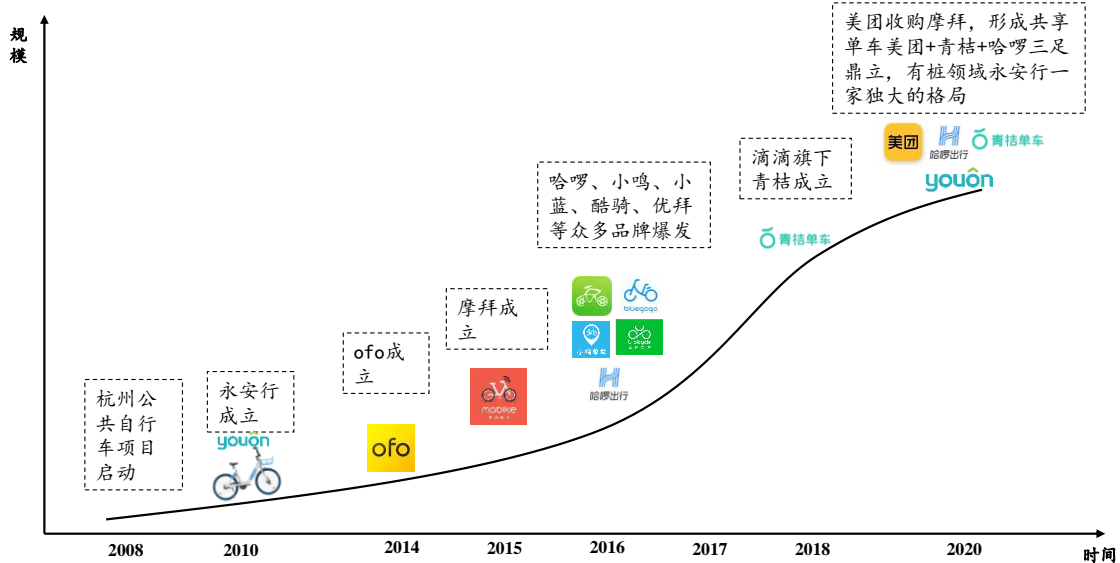 规
模
美团收购摩拜，形成共享
单车美团+青桔+哈啰三足
鼎立，有桩领域永安行一
家独大的格局
美团
哈啰出行
青桔单车
youon
滴滴旗下
青桔成立
青桔单车
哈啰、小鸣、小
蓝、酷骑、优拜
等众多品牌爆发
bluegogo
小鸣单车
哈啰出行
摩拜成
立
mobike
ofo成
立
ofo
永安行
成立
youon
杭州公
共自行
车项目
启动
2008
2010
2014
2015
2016
2017
2018
2020
时间